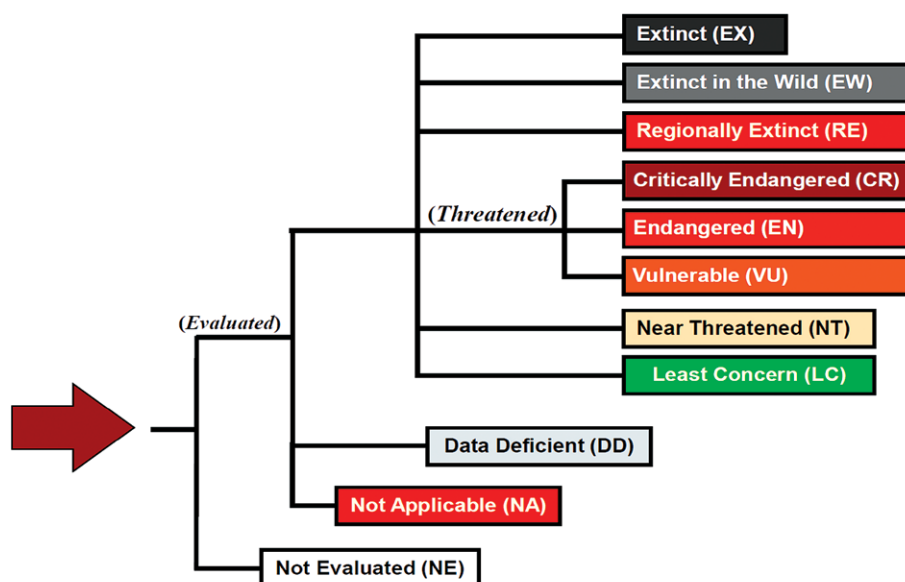 Extinct (EX)
Extinct in the Wild (EW)
Regionally Extinct (RE)
Critically Endangered (CR)
(Threatened)
Endangered (EN)
Vulnerable (VU)
(Evaluated)
Near Threatened (NT)
Least Concern (LC)
Data Deficient (DD)
Not Applicable (NA)
Not Evaluated (NE)